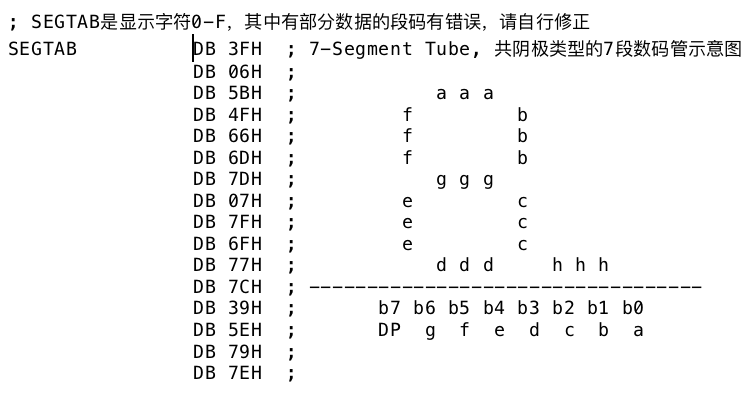 ; SEGTAB是显示字符0-F，其中有部分数据的段码有错误，请自行修正
SEGTAB DB 3FH ; 7-Segment Tube, 共阴极类型的7段数码管示意图
DB 06H ;
DB 5BH ; a a a
DB 4FH ; f b
DB 66H ; f b
DB 6DH ; f b
DB 7DH ; g g g
DB 07H ; e c
DB 7FH ; e c
DB 6FH ; e c
DB 77H ; d d d h h h
DB 7CH ; ----------------------------------
DB 39H ; b7 b6 b5 b4 b3 b2 b1 b0
DB 5EH ; DP g f e d c b a
DB 79H ;
DB 7EH ;